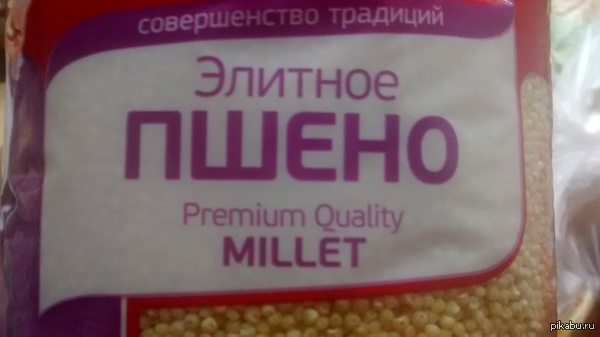 совершенство традиций
Элитное
ПШЕНО
Premium Quality
MILLET
pikabu.ru